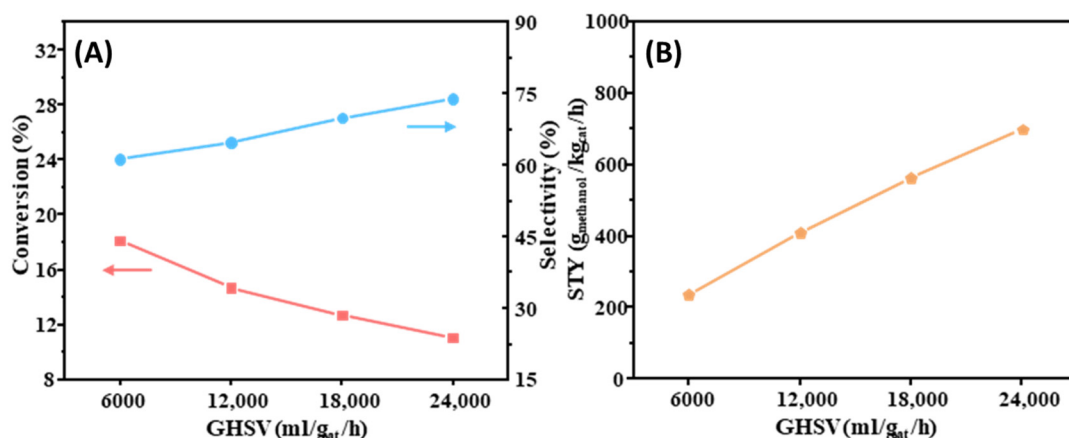 (A)
Conversion (%)
32
28
24
20
16
12
8
90
75
60
45
30
15
Selectivity (%)
6000 12,000 18,000 24,000
GHSV (ml/gat/h)
(B)
STY (gmethanol/kgcat/h)
1000
800
600
400
200
0
6000 12,000 18,000 24,000
GHSV (ml/gat/h)